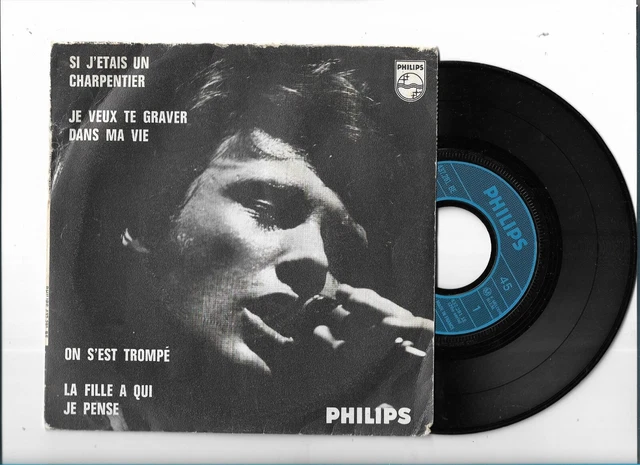 SI J'ETAIS UN
CHARPENTIER
JE VEUX TE GRAVER
DANS MA VIE
PHILIPS
ON S'EST TROMPÉ
LA FILLE A QUI
JE PENSE
PHILIPS
PHILIPS
45
1